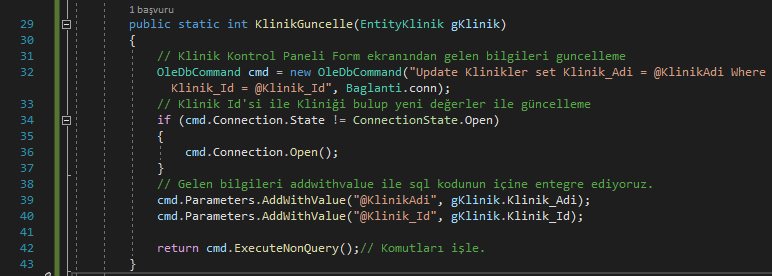 1 başvuru
29 public static int KlinikGuncelle(EntityKlinik gKlinik)
30 {
31 // Klinik Kontrol Paneli Form ekranından gelen bilgileri guncelleme
32 OleDbCommand cmd = new OleDbCommand("Update Klinikler set Klinik_Adi = @KlinikAdi Where
Klinik_Id = @Klinik_Id", Baglanti.conn);
33 // Klinik Id'si ile Kliniği bulup yeni değerler ile güncelleme
34 if (cmd.Connection.State != ConnectionState.Open)
35 {
36 cmd.Connection.Open();
37 }
38 // Gelen bilgileri addwithvalue ile sql kodunun içine entegre ediyoruz.
39 cmd.Parameters.AddWithValue("@KlinikAdi", gKlinik.Klinik_Adi);
40 cmd.Parameters.AddWithValue("@Klinik_Id", gKlinik.Klinik_Id);
41
42 return cmd.ExecuteNonQuery();// Komutları işle.
43 }